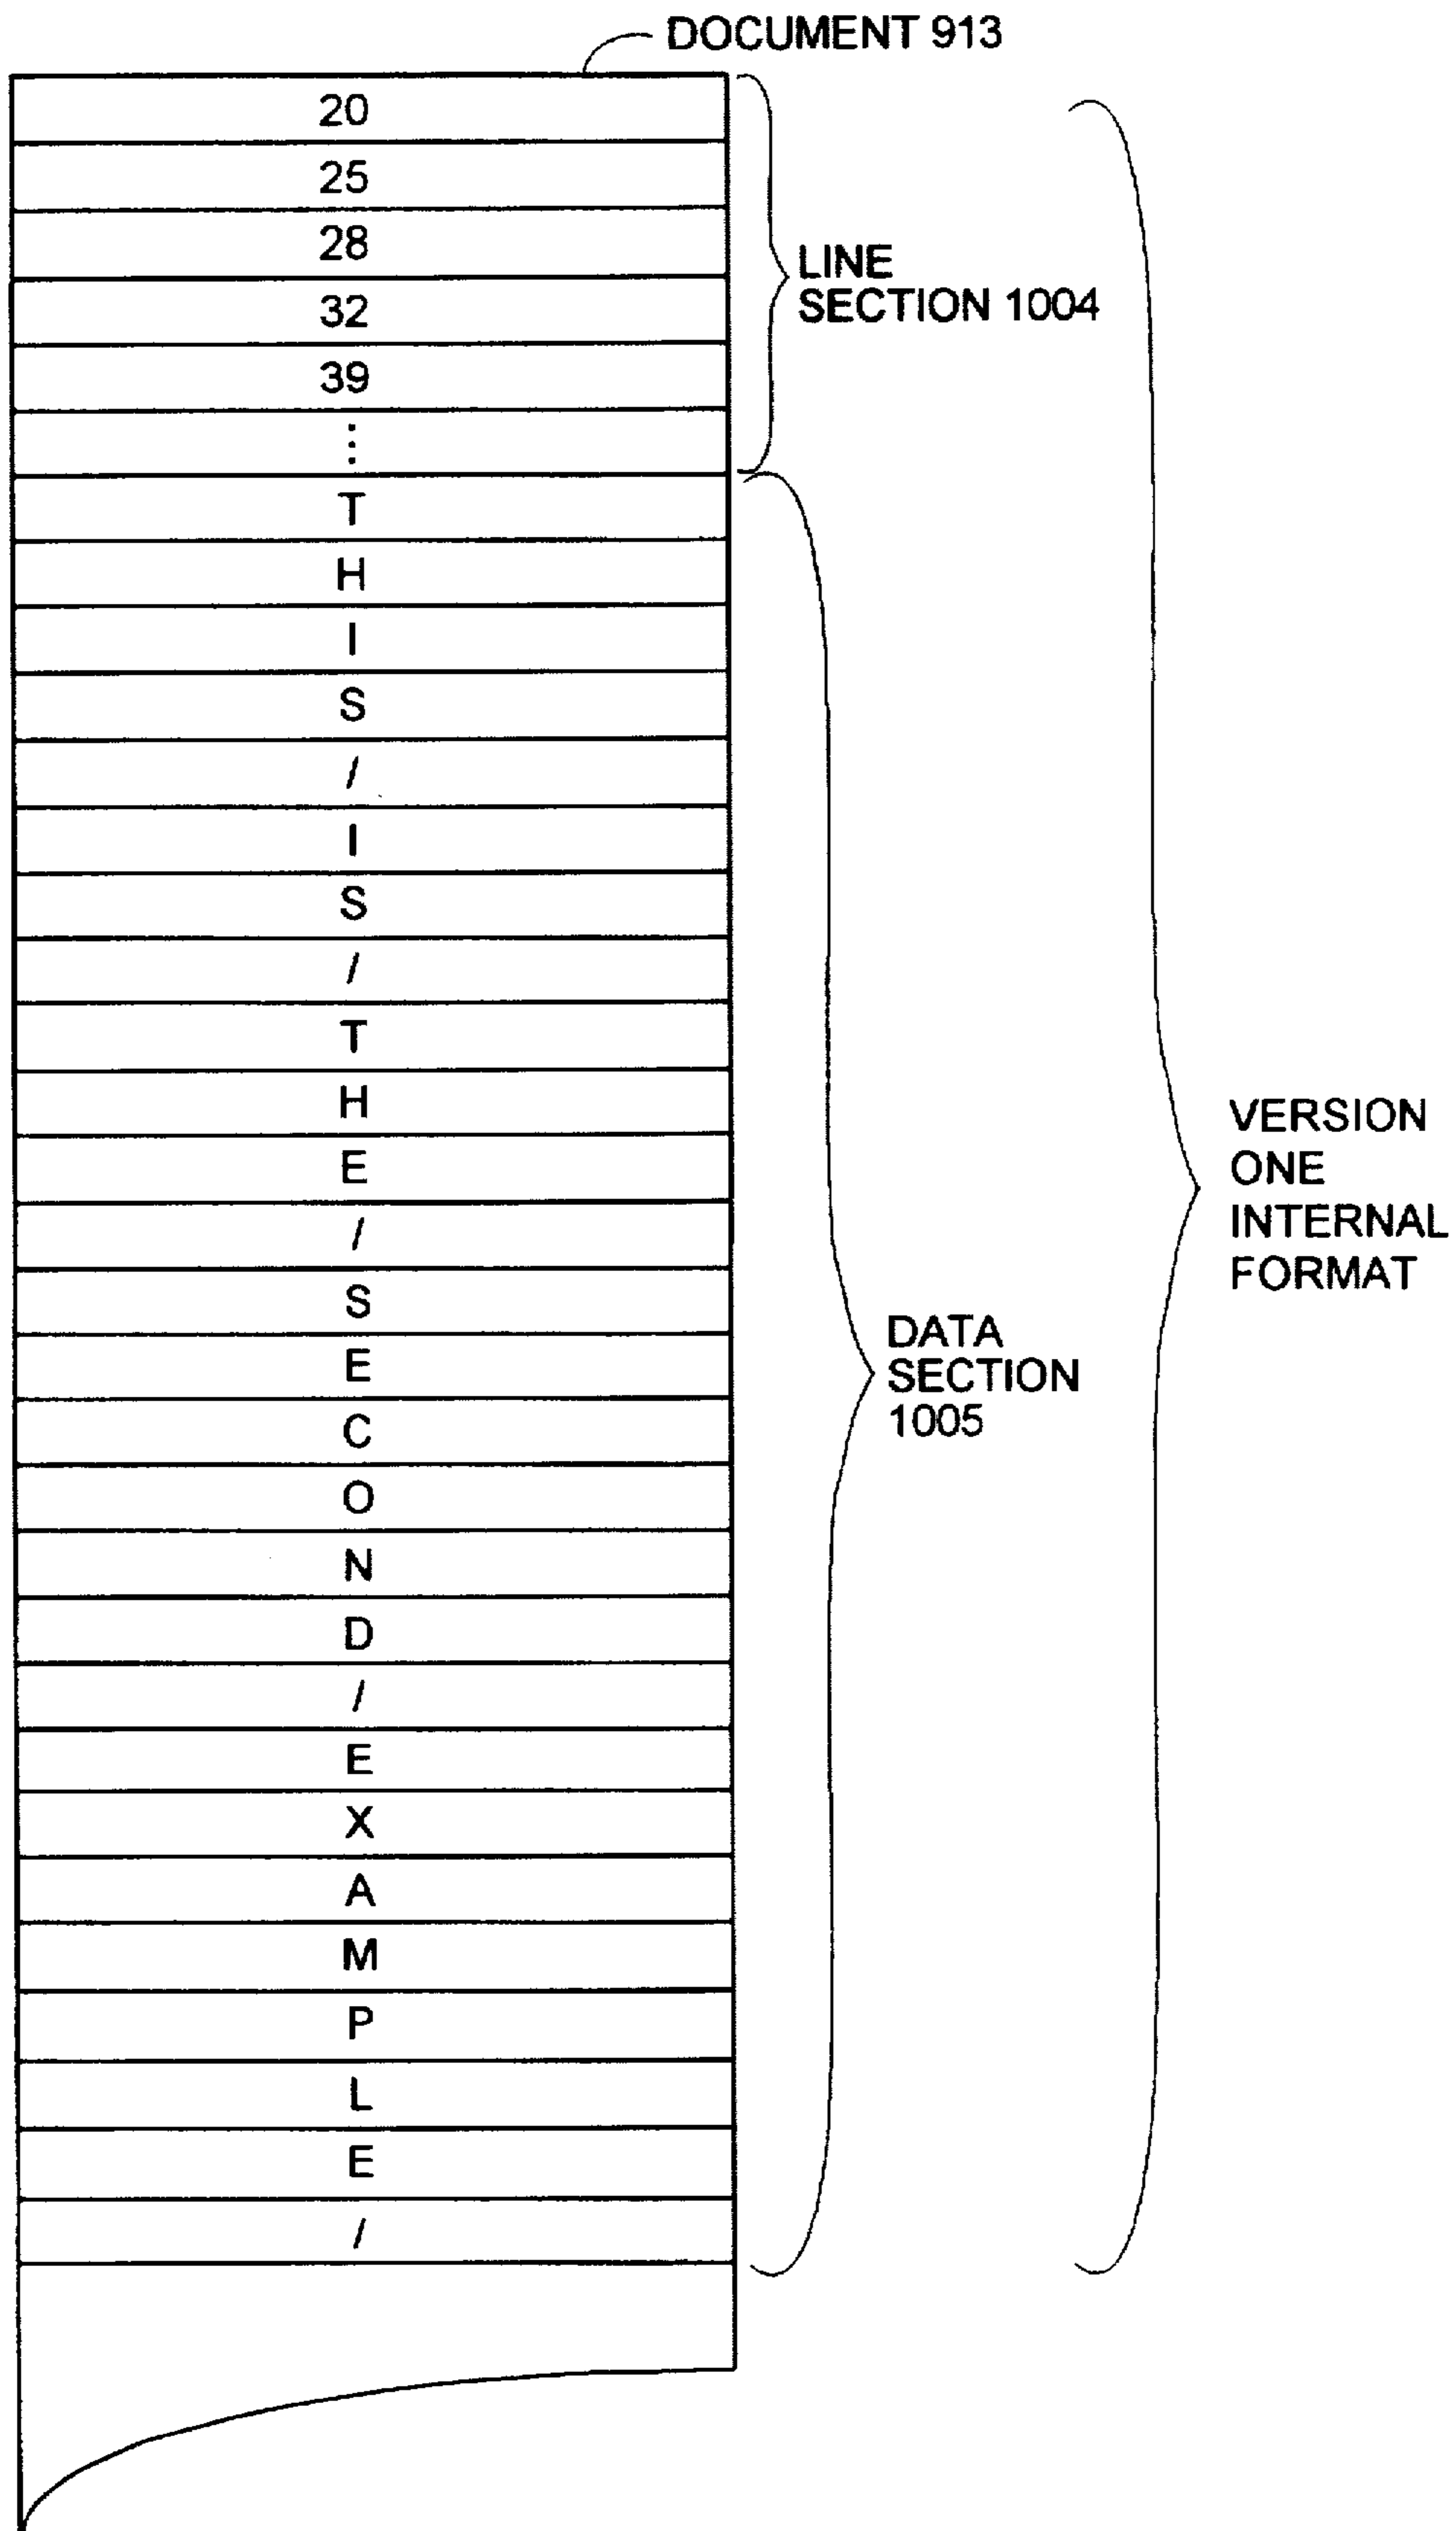 DOCUMENT 913
20
25
28
32
39
⋮
LINE
SECTION 1004
T
H
I
S
/
I
S
/
T
H
E
/
S
E
C
O
N
D
/
E
X
A
M
P
L
E
/
DATA
SECTION
1005
VERSION
ONE
INTERNAL
FORMAT